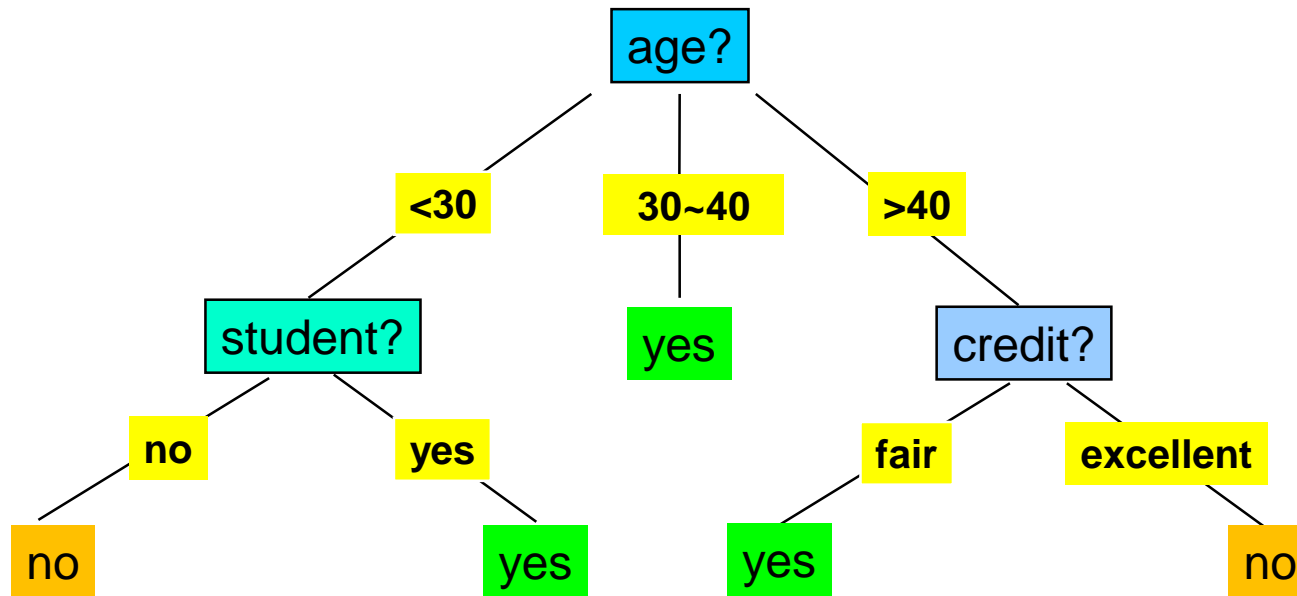 age?
<30 30~40 >40
student? yes credit?
no yes fair excellent
no yes yes no